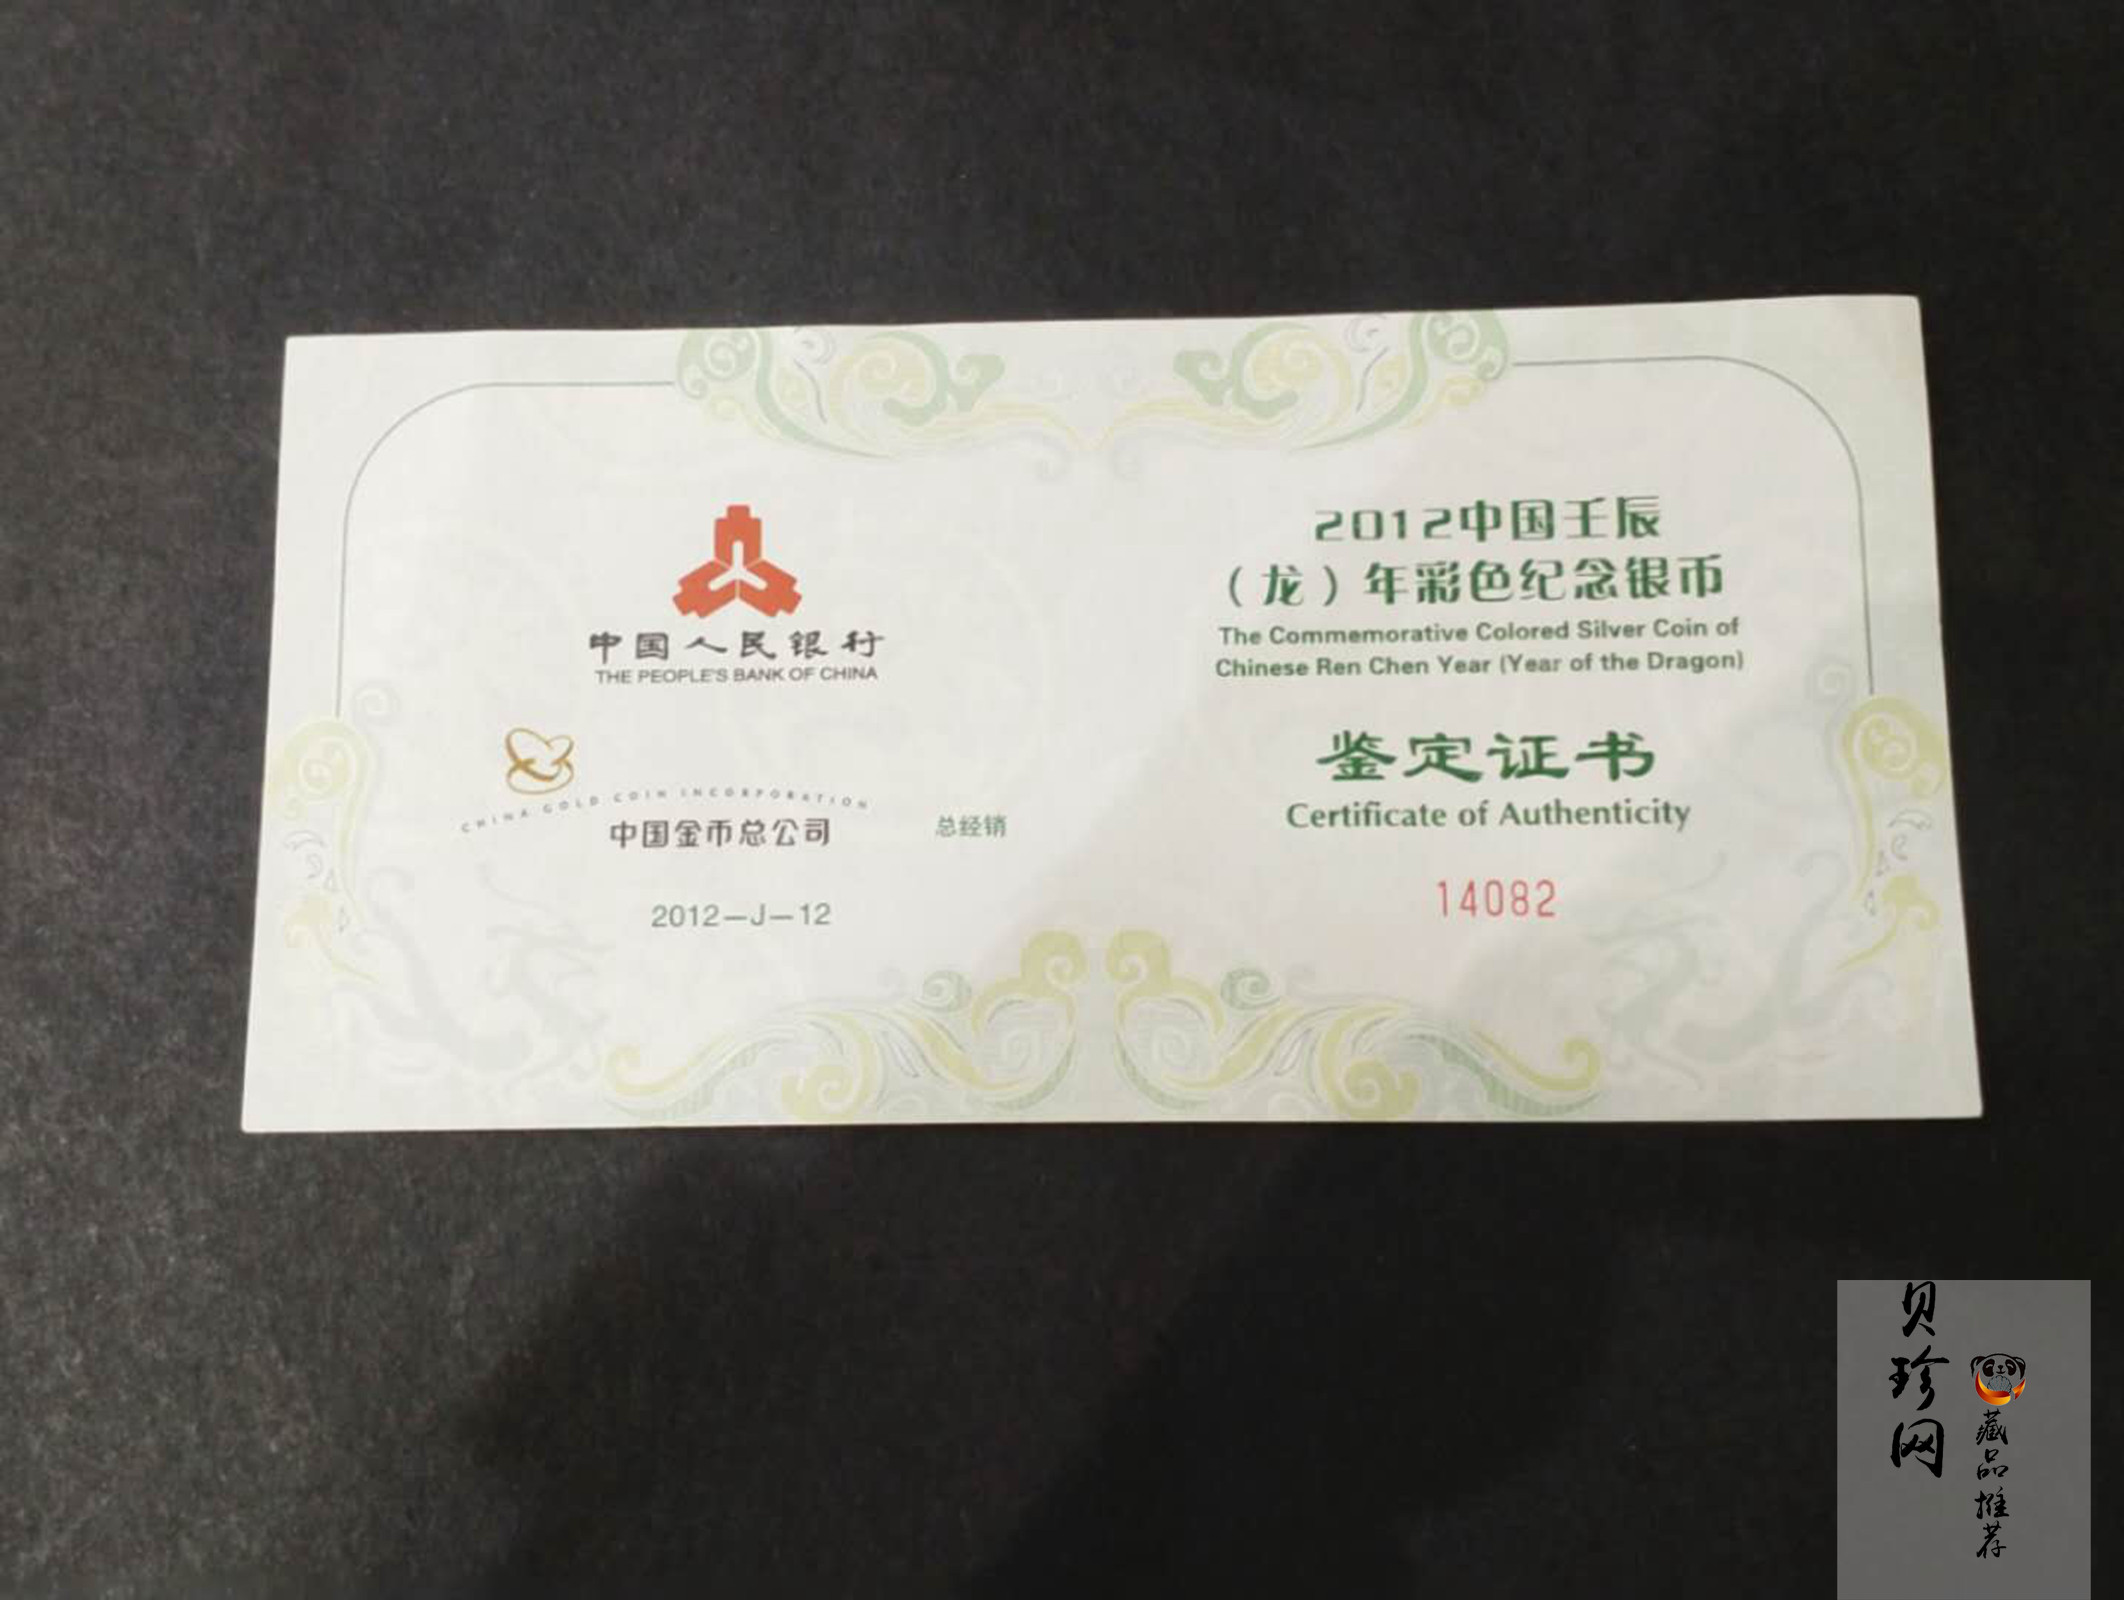 中国人民银行
THE PEOPLE'S BANK OF CHINA
CHINA GOLD COIN INCORPORATION
中国金币总公司
总经销
2012—J—12
2012中国壬辰
（龙）年彩色纪念银币
The Commemorative Colored Silver Coin of
Chinese Ren Chen Year (Year of the Dragon)
鉴定证书
Certificate of Authenticity
14082
贝珍网
藏品推荐